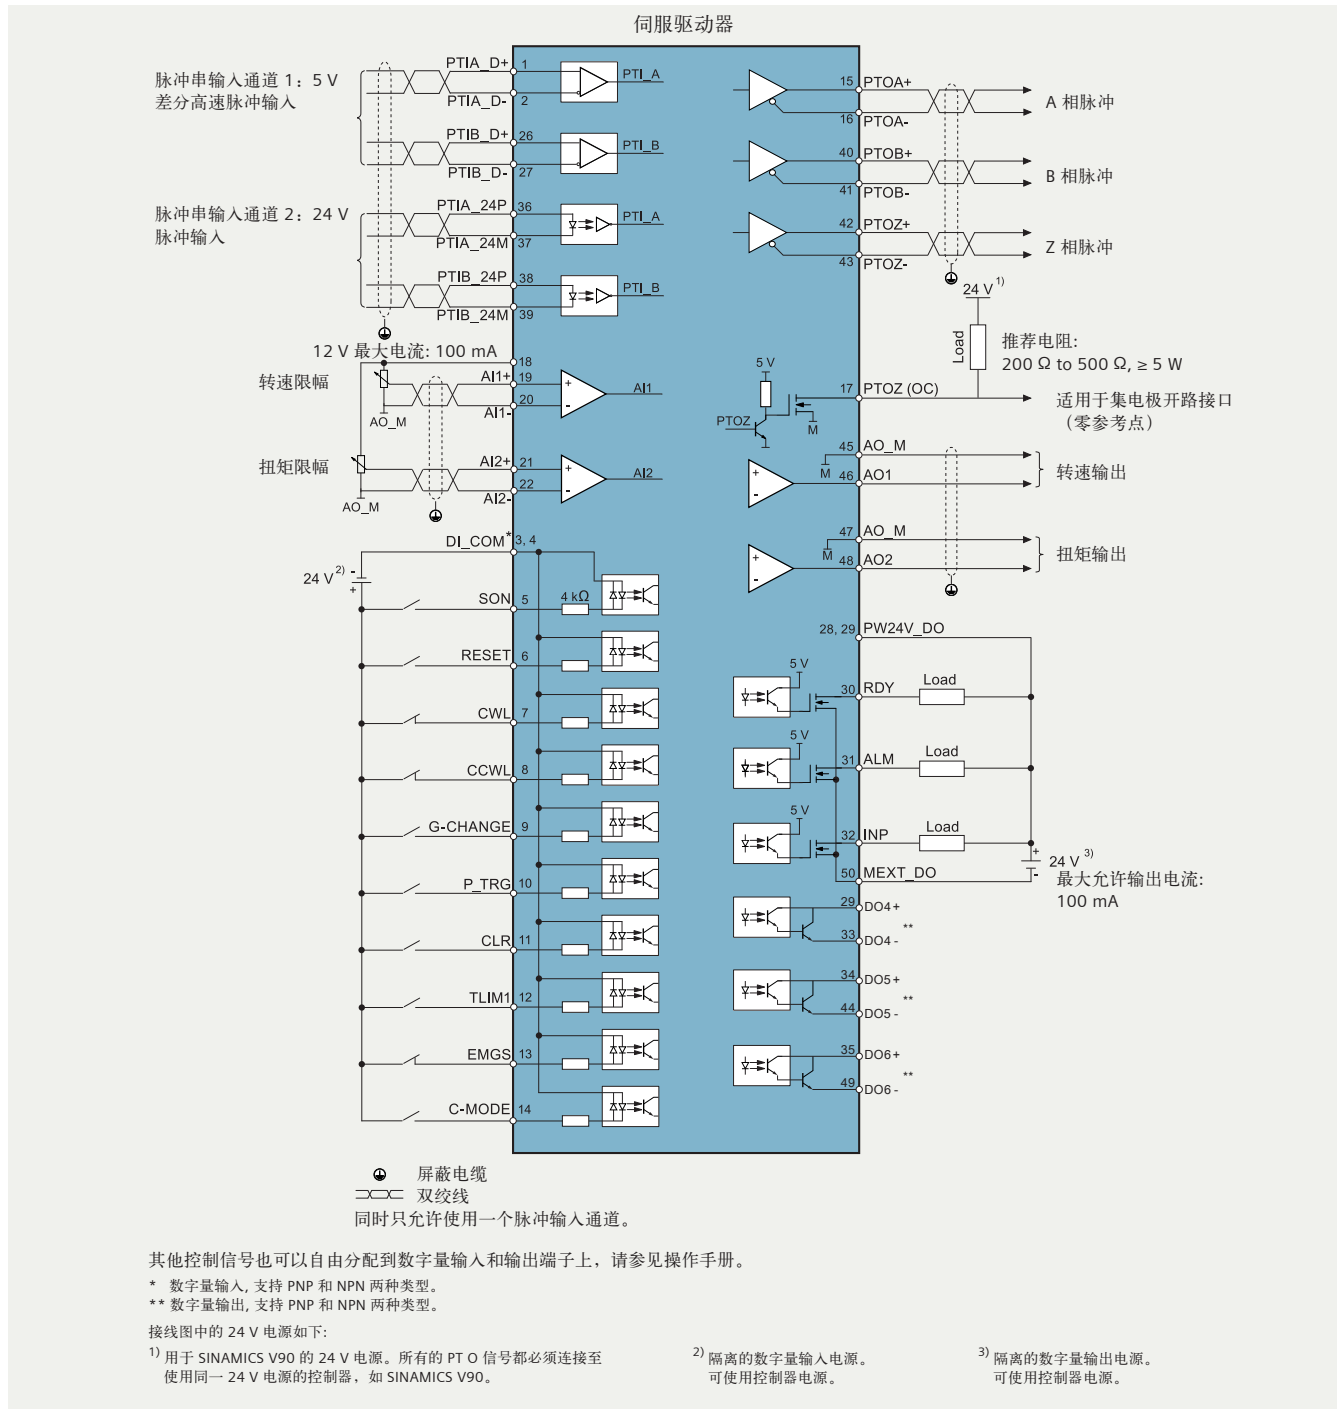 伺服驱动器
脉冲串输入通道 1：5 V
差分高速脉冲输入
PTIA_D+ 1
PTIA_D- 2
PTI_A
PTIB_D+ 26
PTIB_D- 27
PTI_B
脉冲串输入通道 2：24 V
脉冲输入
PTIA_24P 36
PTIA_24M 37
PTI_A
PTIB_24P 38
PTIB_24M 39
PTI_B
12 V 最大电流: 100 mA
18
转速限幅
AI1+ 19
AI1- 20
AI1
AO_M
扭矩限幅
AI2+ 21
AI2- 22
AI2
AO_M
DI_COM* 3, 4
24 V 2)
-
+
SON 5
4 kΩ
RESET 6
CWL 7
CCWL 8
G-CHANGE 9
P_TRG 10
CLR 11
TLIM1 12
EMGS 13
C-MODE 14
15 PTOA+
16 PTOA-
A 相脉冲
40 PTOB+
41 PTOB-
B 相脉冲
42 PTOZ+
43 PTOZ-
Z 相脉冲
24 V 1)
Load
推荐电阻:
200 Ω to 500 Ω, ≥ 5 W
5 V
PTOZ
M
17 PTOZ (OC)
适用于集电极开路接口
（零参考点）
45 AO_M
M
46 AO1
转速输出
47 AO_M
M
48 AO2
扭矩输出
28, 29 PW24V_DO
5 V
30 RDY
Load
5 V
31 ALM
Load
5 V
32 INP
Load
50 MEXT_DO
+
24 V 3)
-
最大允许输出电流:
100 mA
29 DO4+
33 DO4-
**
34 DO5+
44 DO5-
**
35 DO6+
49 DO6-
**
屏蔽电缆
双绞线
同时只允许使用一个脉冲输入通道。
其他控制信号也可以自由分配到数字量输入和输出端子上，请参见操作手册。
* 数字量输入, 支持 PNP 和 NPN 两种类型。
** 数字量输出, 支持 PNP 和 NPN 两种类型。
接线图中的 24 V 电源如下:
1) 用于 SINAMICS V90 的 24 V 电源。所有的 PT O 信号都必须连接至
使用同一 24 V 电源的控制器，如 SINAMICS V90。
2) 隔离的数字量输入电源。
可使用控制器电源。
3) 隔离的数字量输出电源。
可使用控制器电源。